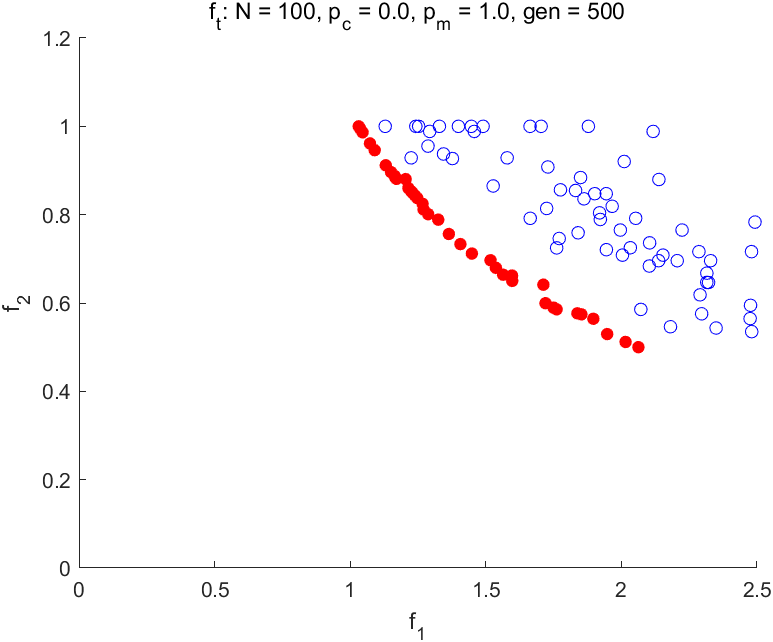 f_t: N = 100, p_c = 0.0, p_m = 1.0, gen = 500
1.2
1
0.8
0.6
0.4
0.2
0
f_2
0 0.5 1 1.5 2 2.5
f_1